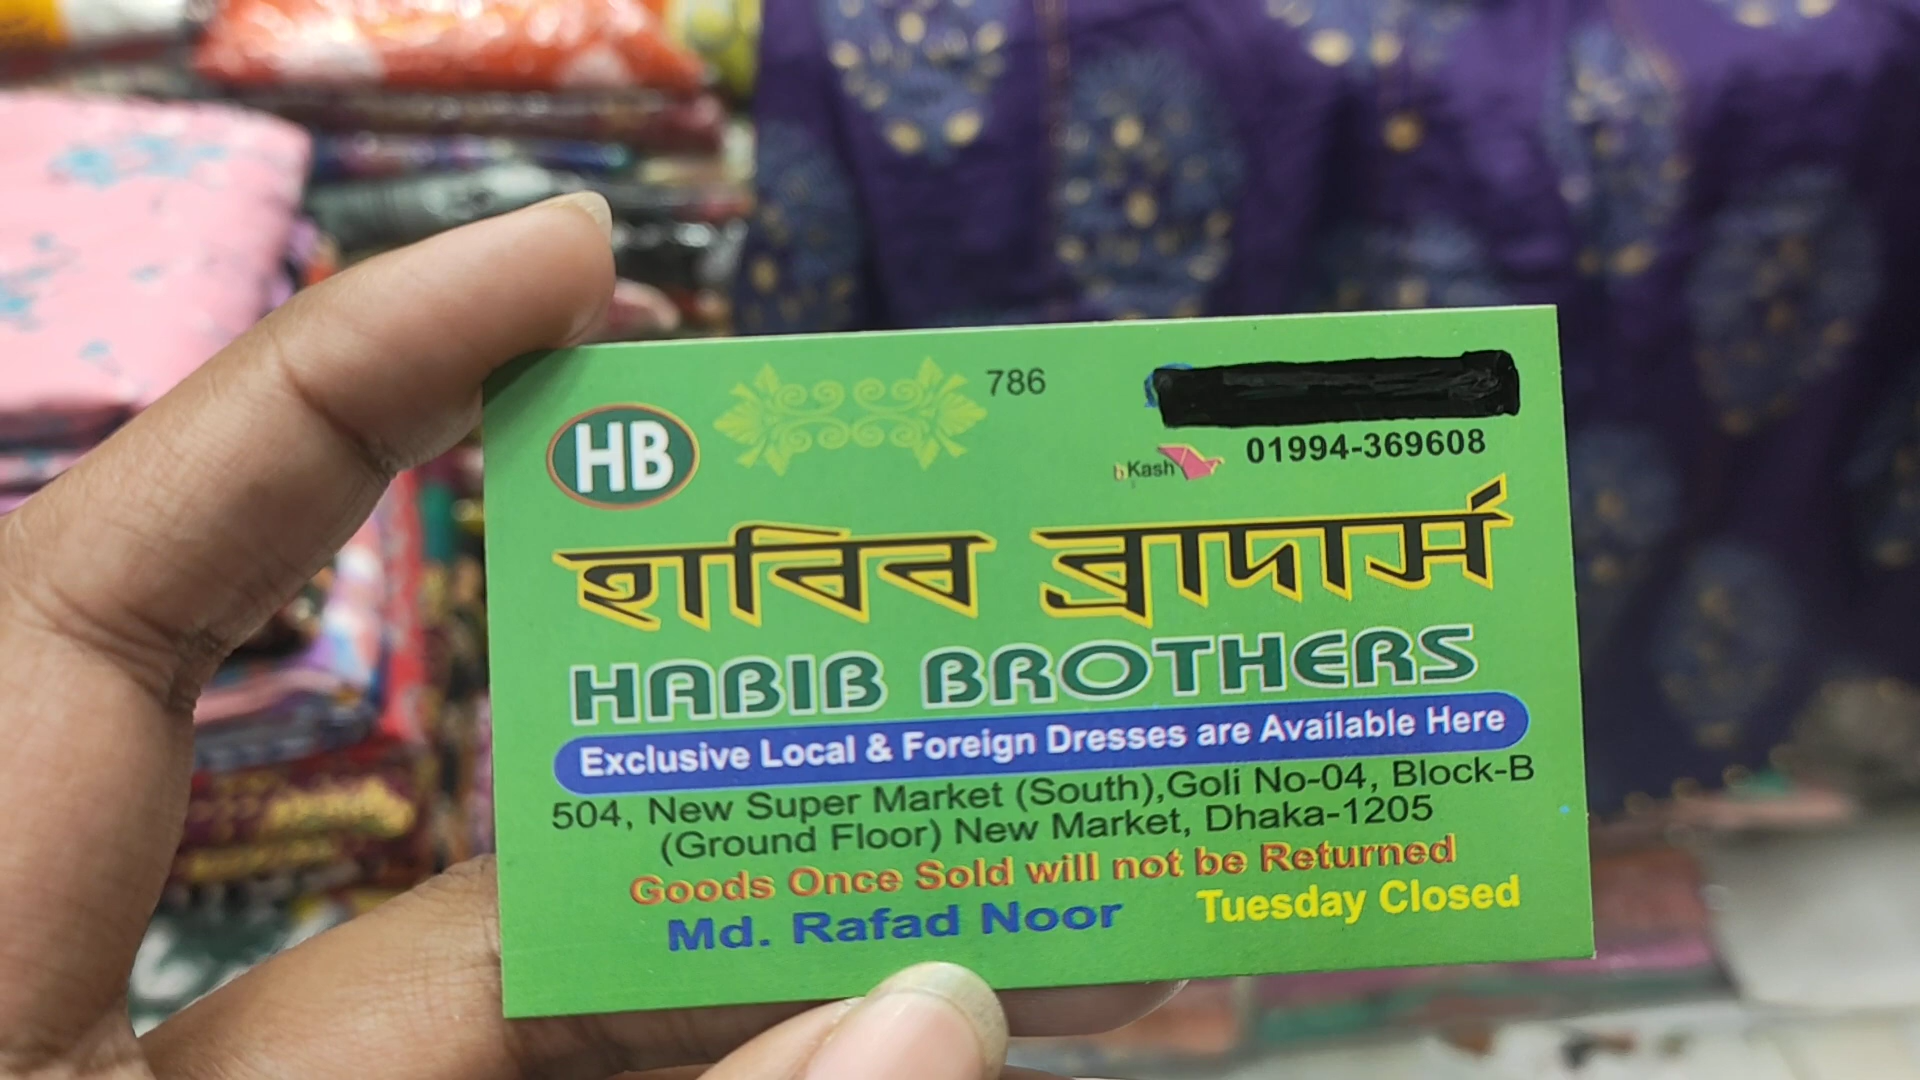 786
HB
bKash 01994-369608
হাবিব ব্রাদার্স
HABIB BROTHERS
Exclusive Local & Foreign Dresses are Available Here
504, New Super Market (South),Goli No-04, Block-B
(Ground Floor) New Market, Dhaka-1205
Goods Once Sold will not be Returned
Md. Rafad Noor
Tuesday Closed